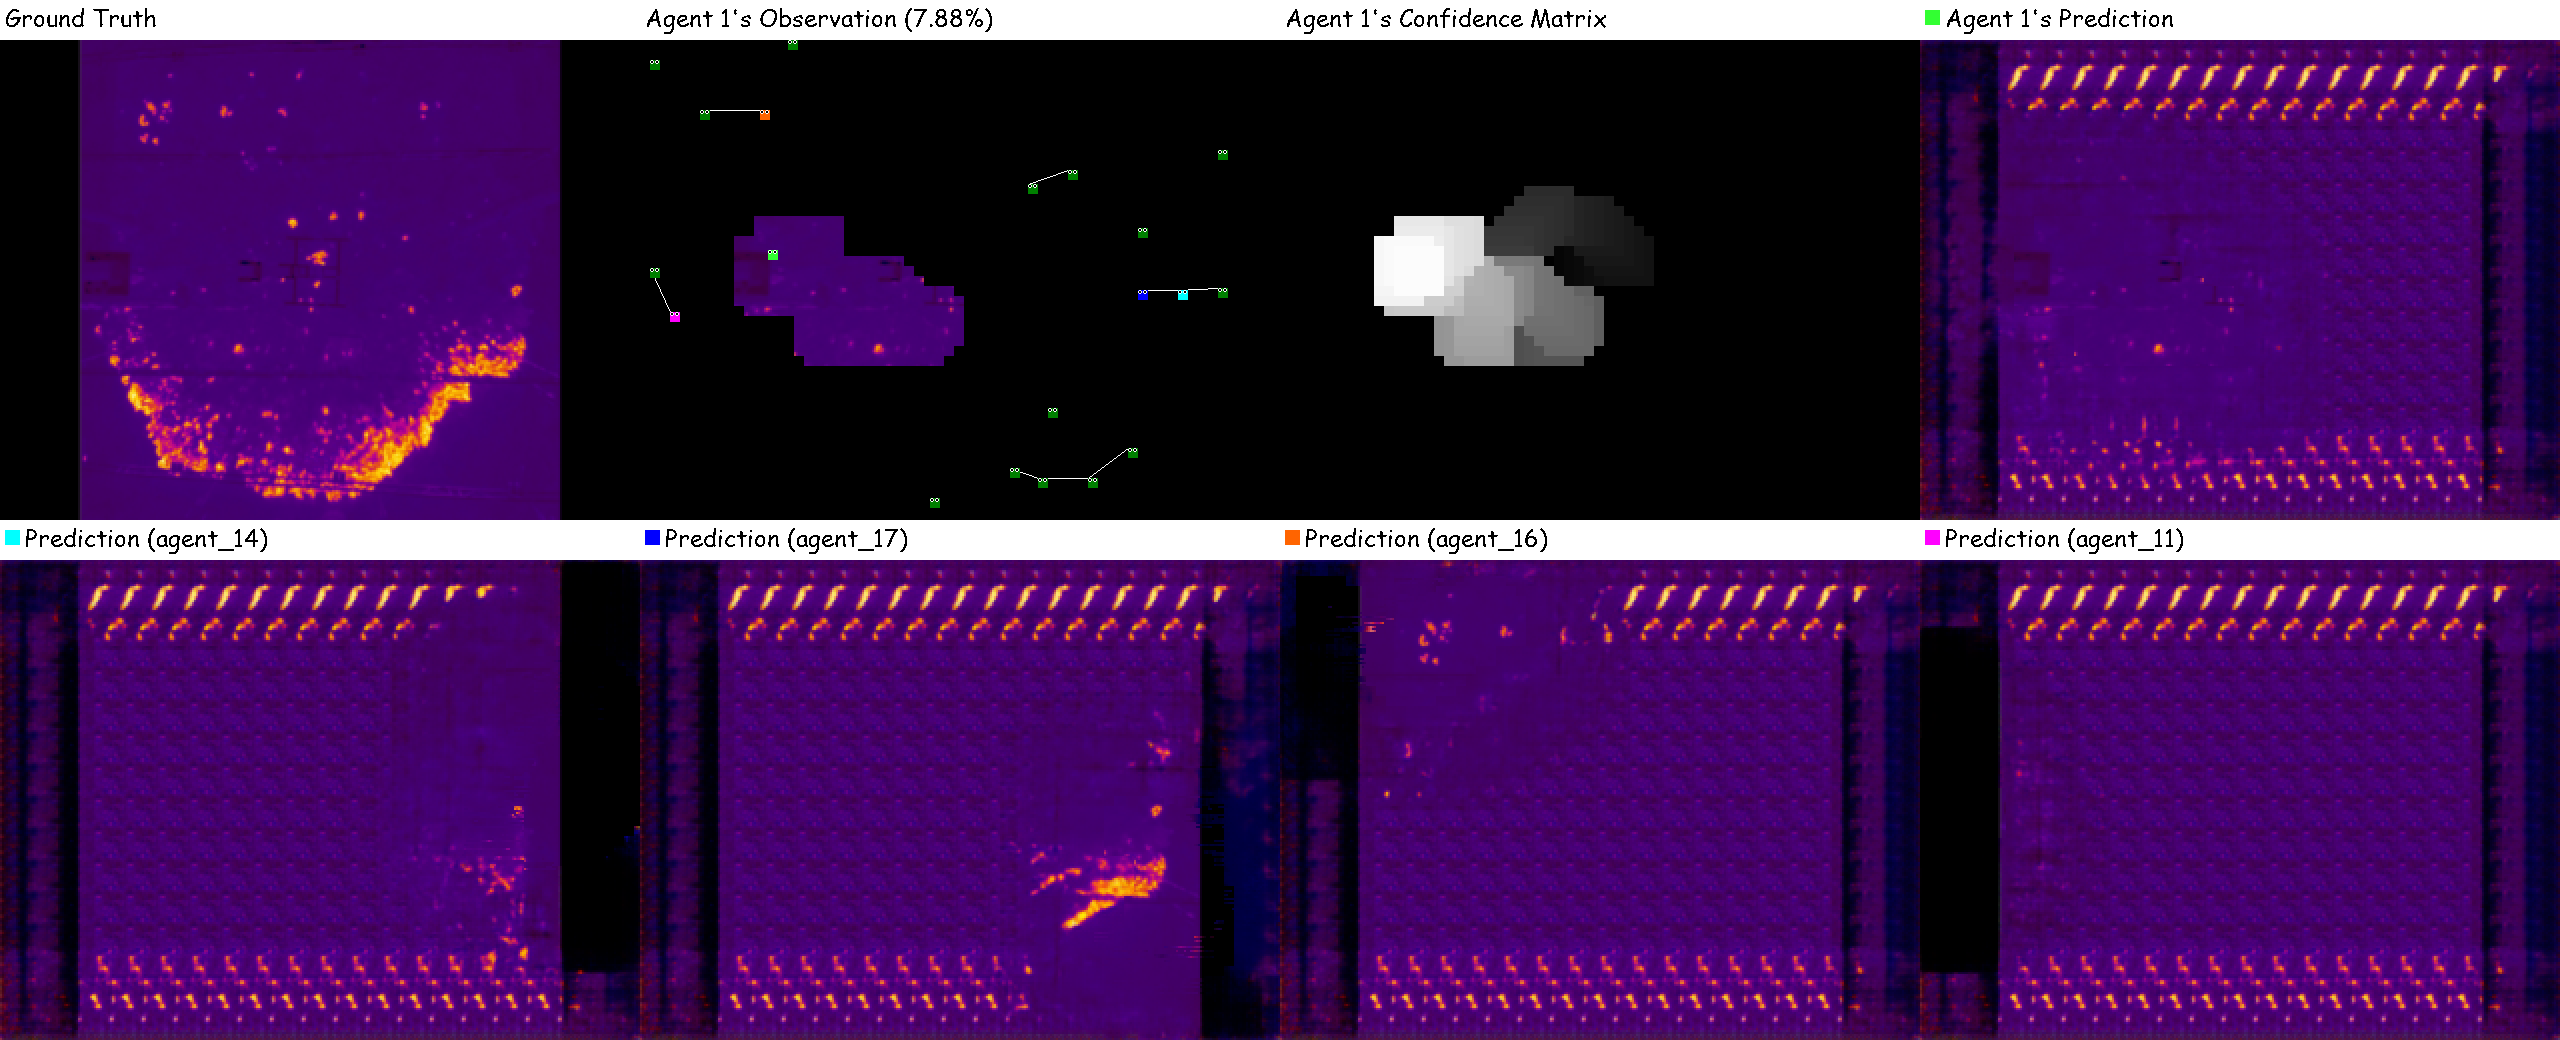 Ground Truth
Agent 1's Observation (7.88%)
Agent 1's Confidence Matrix
Agent 1's Prediction
Prediction (agent_14)
Prediction (agent_17)
Prediction (agent_16)
Prediction (agent_11)